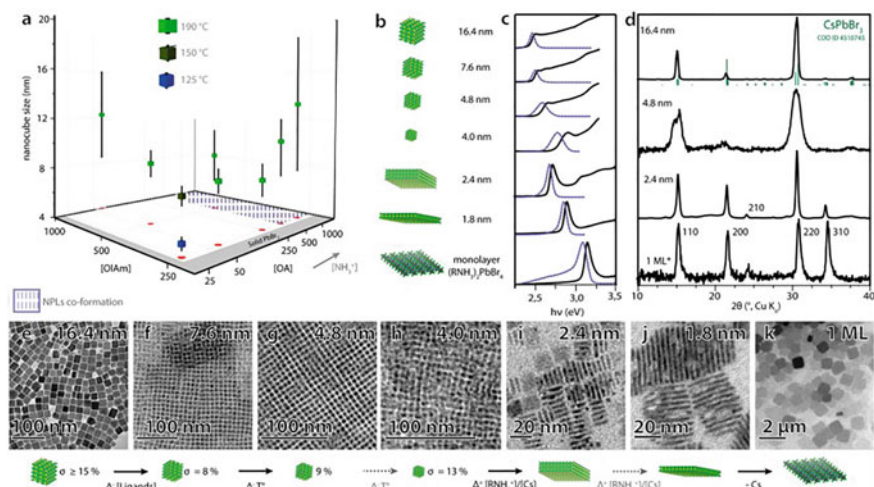 a
190 °C
150 °C
125 °C
nanocube size (nm)
20
16
12
8
4
1000
500
250
[OlAm]
250
500
1000
[OA]
[NH₃⁺]
Solid PbBr₂
NPLs co-formation
b
16.4 nm
7.6 nm
4.8 nm
4.0 nm
2.4 nm
1.8 nm
monolayer
(RNH₃)₂PbBr₄
c
2,5
3,0
3,5
hν (eV)
d
CsPbBr₃
COD ID 4510745
16.4 nm
4.8 nm
2.4 nm
210
110
200
220
310
1 ML*
10
20
30
40
2θ (°, Cu Kα)
e 16.4 nm
100 nm
f 7.6 nm
100 nm
g 4.8 nm
100 nm
h 4.0 nm
100 nm
i 2.4 nm
20 nm
j 1.8 nm
20 nm
k 1 ML
2 µm
σ ≥ 15 %
σ = 8 %
9 %
σ = 13 %
- Cs